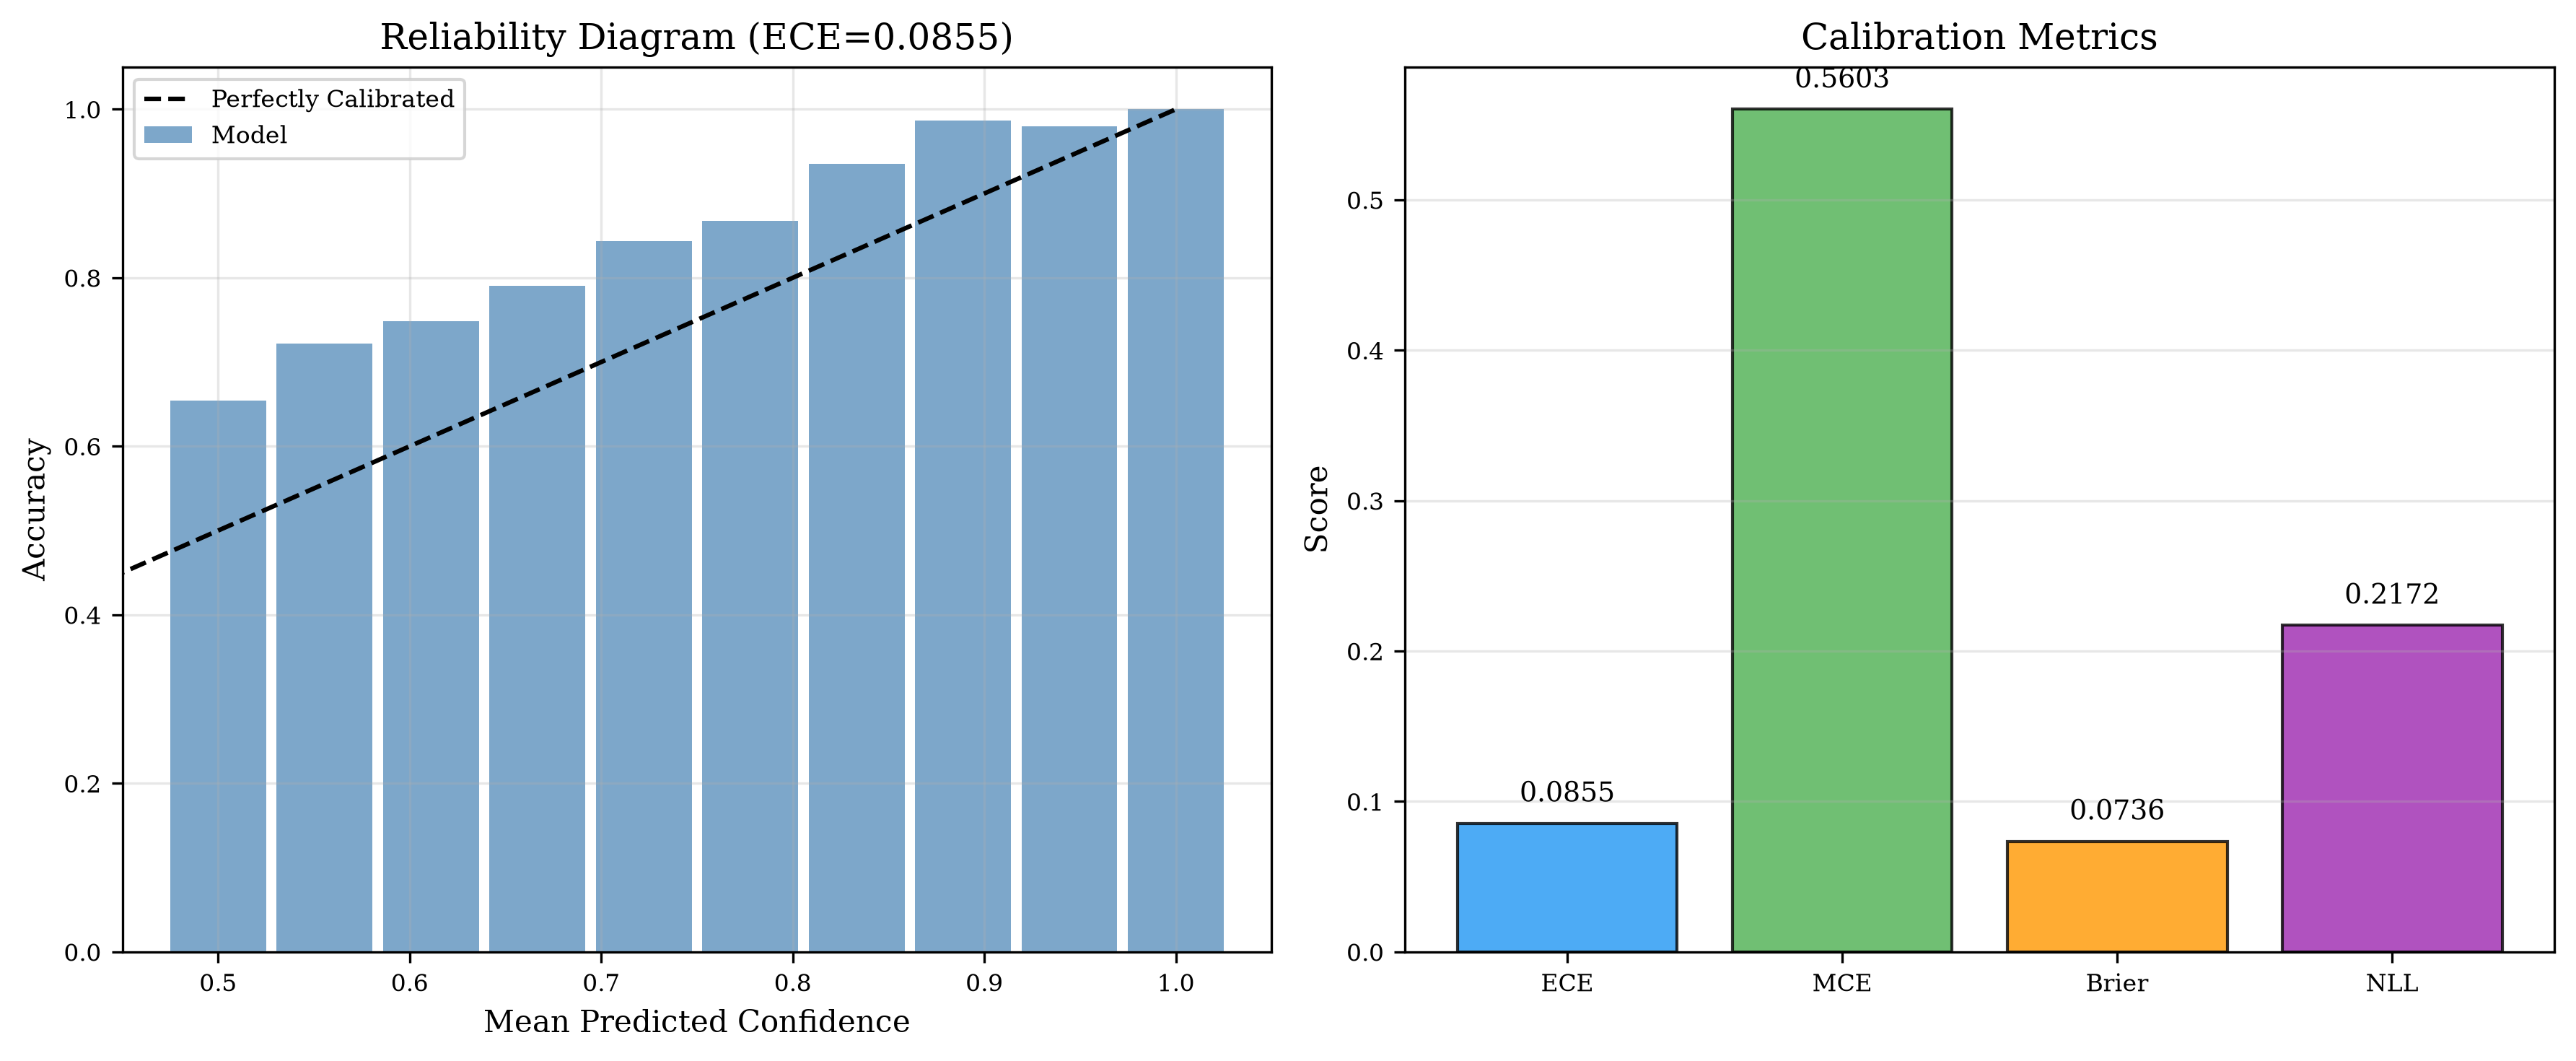 Reliability Diagram (ECE=0.0855)
Perfectly Calibrated
Model
1.0
0.8
0.6
0.4
0.2
0.0
Accuracy
0.5
0.6
0.7
0.8
0.9
1.0
Mean Predicted Confidence
Calibration Metrics
0.5603
0.2172
0.0855
0.0736
0.5
0.4
0.3
0.2
0.1
0.0
Score
ECE
MCE
Brier
NLL